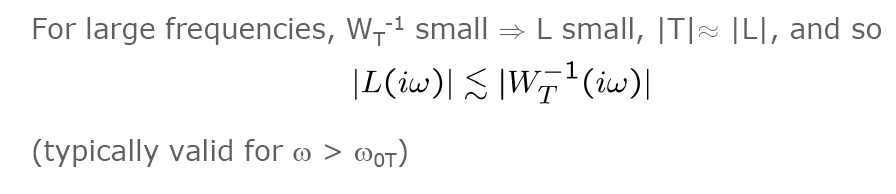 For large frequencies, W_T^-1 small ⇒ L small, |T|≈ |L|, and so
|L(iω)| ≲ |W_T^{-1}(iω)|
(typically valid for ω > ω_0T)